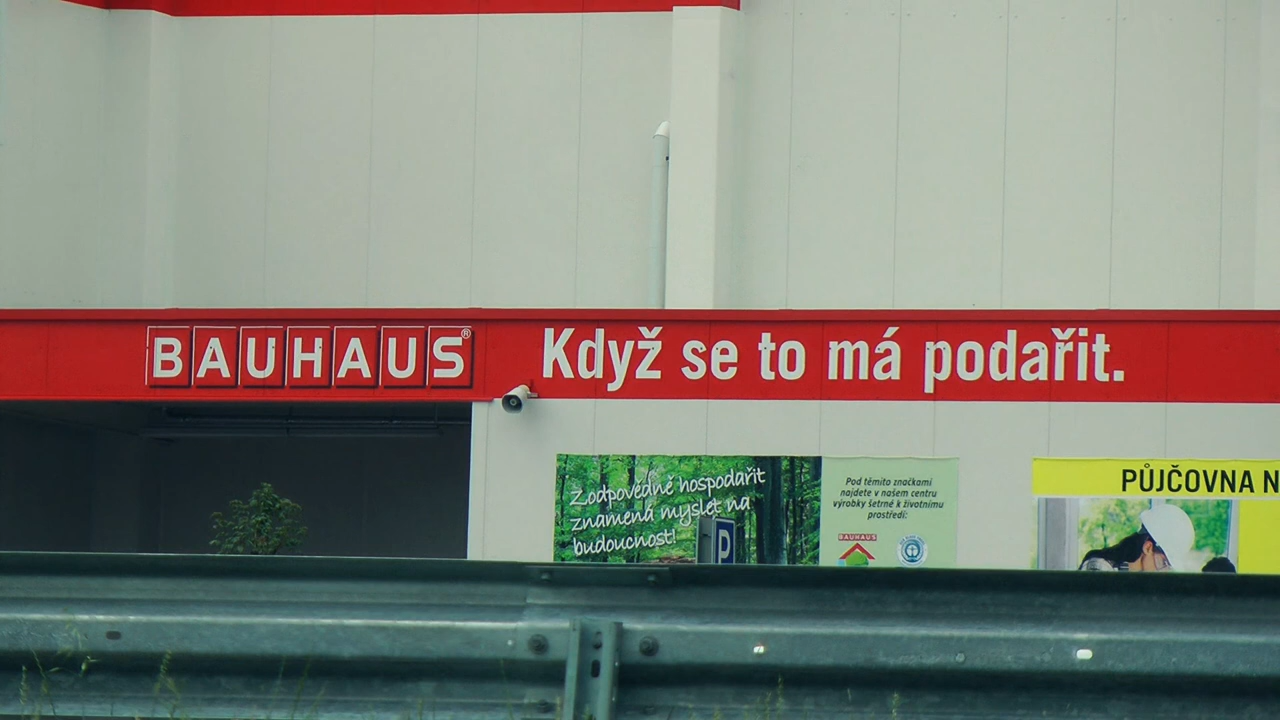 BAUHAUS®
Když se to má podařit.
Zodpovědně hospodařit
znamená myslet na
budoucnost!
P
Pod těmito značkami
najdete v našem centru
výrobky šetrné k životnímu
prostředí:
BAUHAUS
PŮJČOVNA N